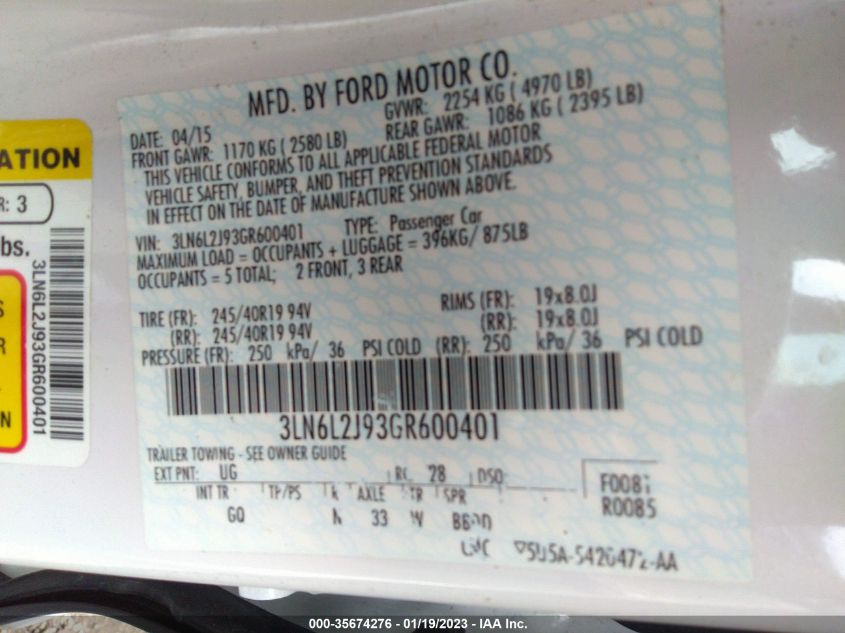 MFD. BY FORD MOTOR CO.
DATE: 04/15 GVWR: 2254 KG ( 4970 LB)
FRONT GAWR: 1170 KG ( 2580 LB) REAR GAWR: 1086 KG ( 2395 LB)
THIS VEHICLE CONFORMS TO ALL APPLICABLE FEDERAL MOTOR
VEHICLE SAFETY, BUMPER, AND THEFT PREVENTION STANDARDS
IN EFFECT ON THE DATE OF MANUFACTURE SHOWN ABOVE.
VIN: 3LN6L2J93GR600401 TYPE: Passenger Car
MAXIMUM LOAD = OCCUPANTS + LUGGAGE = 396KG/ 875LB
OCCUPANTS = 5 TOTAL; 2 FRONT, 3 REAR
TIRE (FR): 245/40R19 94V RIMS (FR): 19x8.0J
(RR): 245/40R19 94V (RR): 19x8.0J
PRESSURE (FR): 250 kPa/ 36 PSI COLD (RR): 250 kPa/ 36 PSI COLD
3LN6L2J93GR600401
TRAILER TOWING - SEE OWNER GUIDE
EXT PNT: UG RC: 28 DSO:
INT TR TP/PS R AXLE TR SPR
GQ 33 W
R0085
ATION
R: 3
bs.
3LN6L2J93GR600401
S
R
N
000-35674276 - 01/19/2023 - IAA Inc.